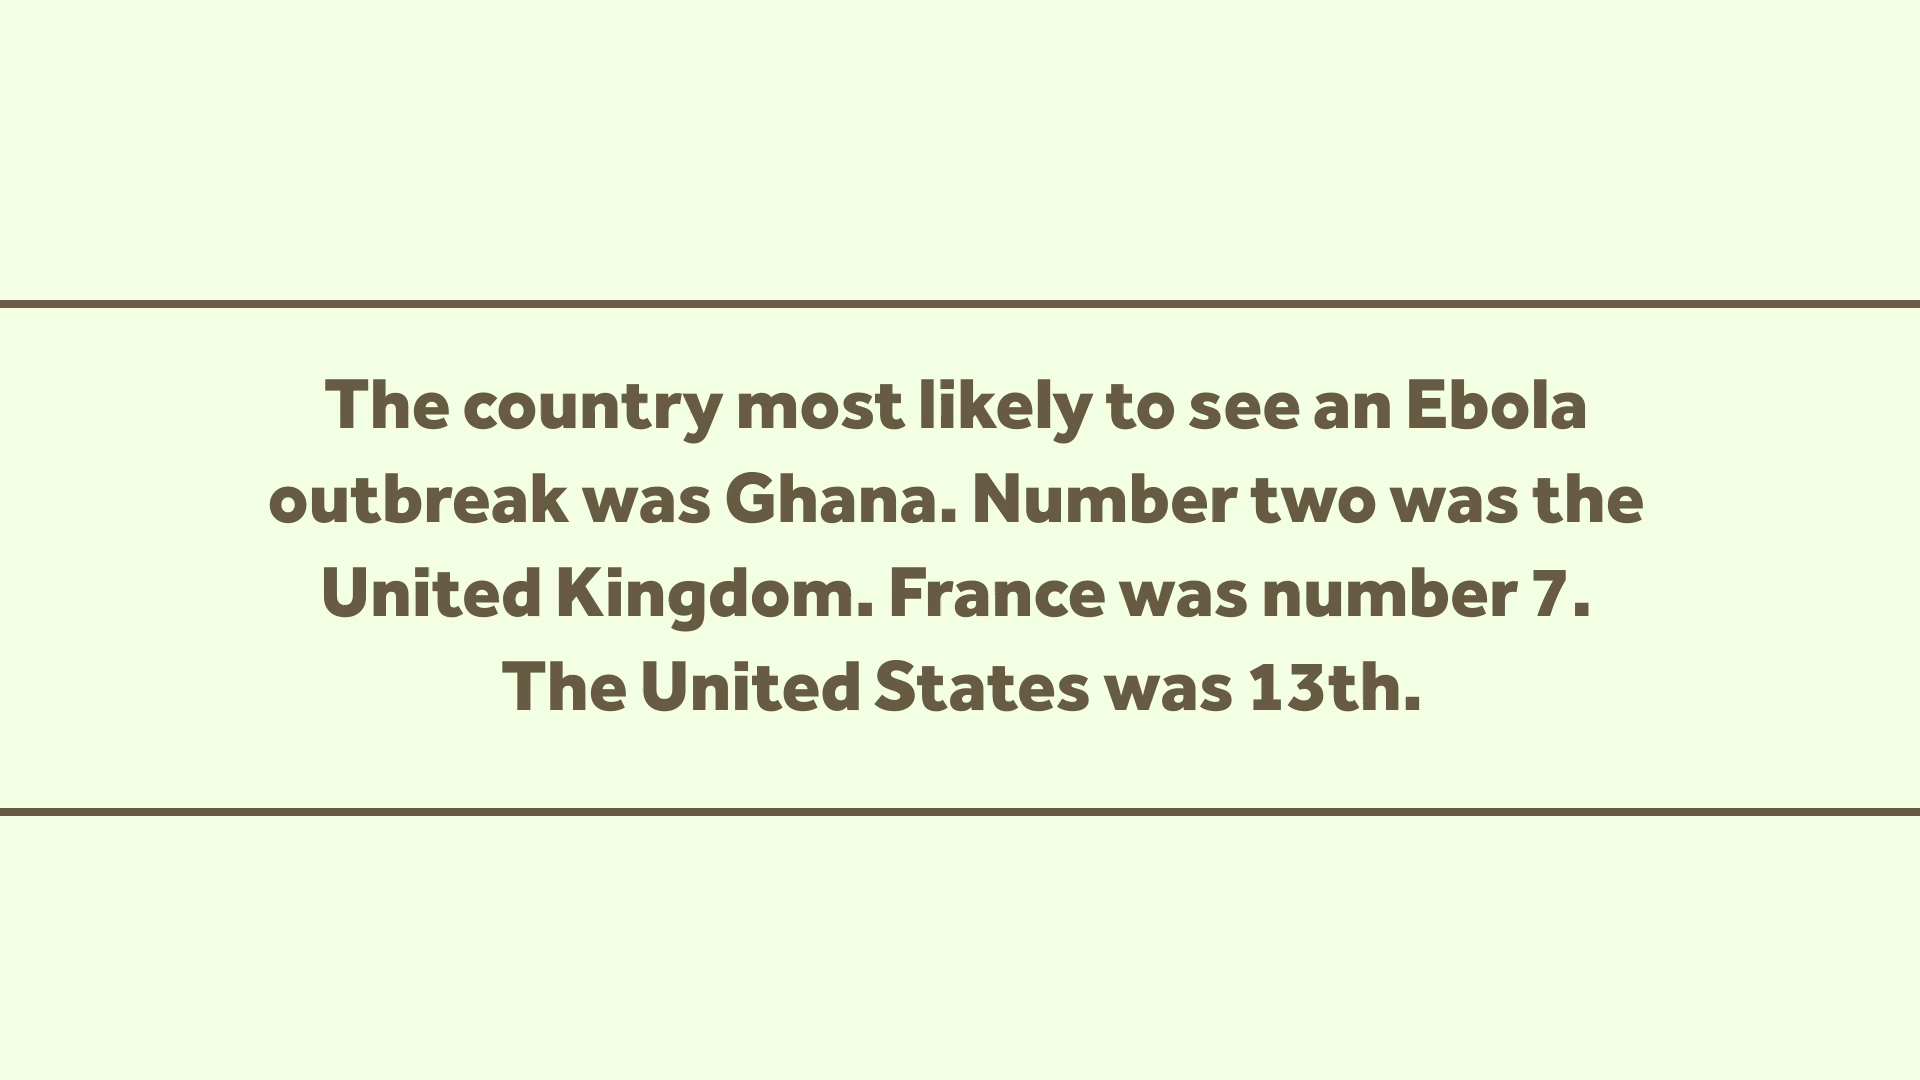 The country most likely to see an Ebola
outbreak was Ghana. Number two was the
United Kingdom. France was number 7.
The United States was 13th.